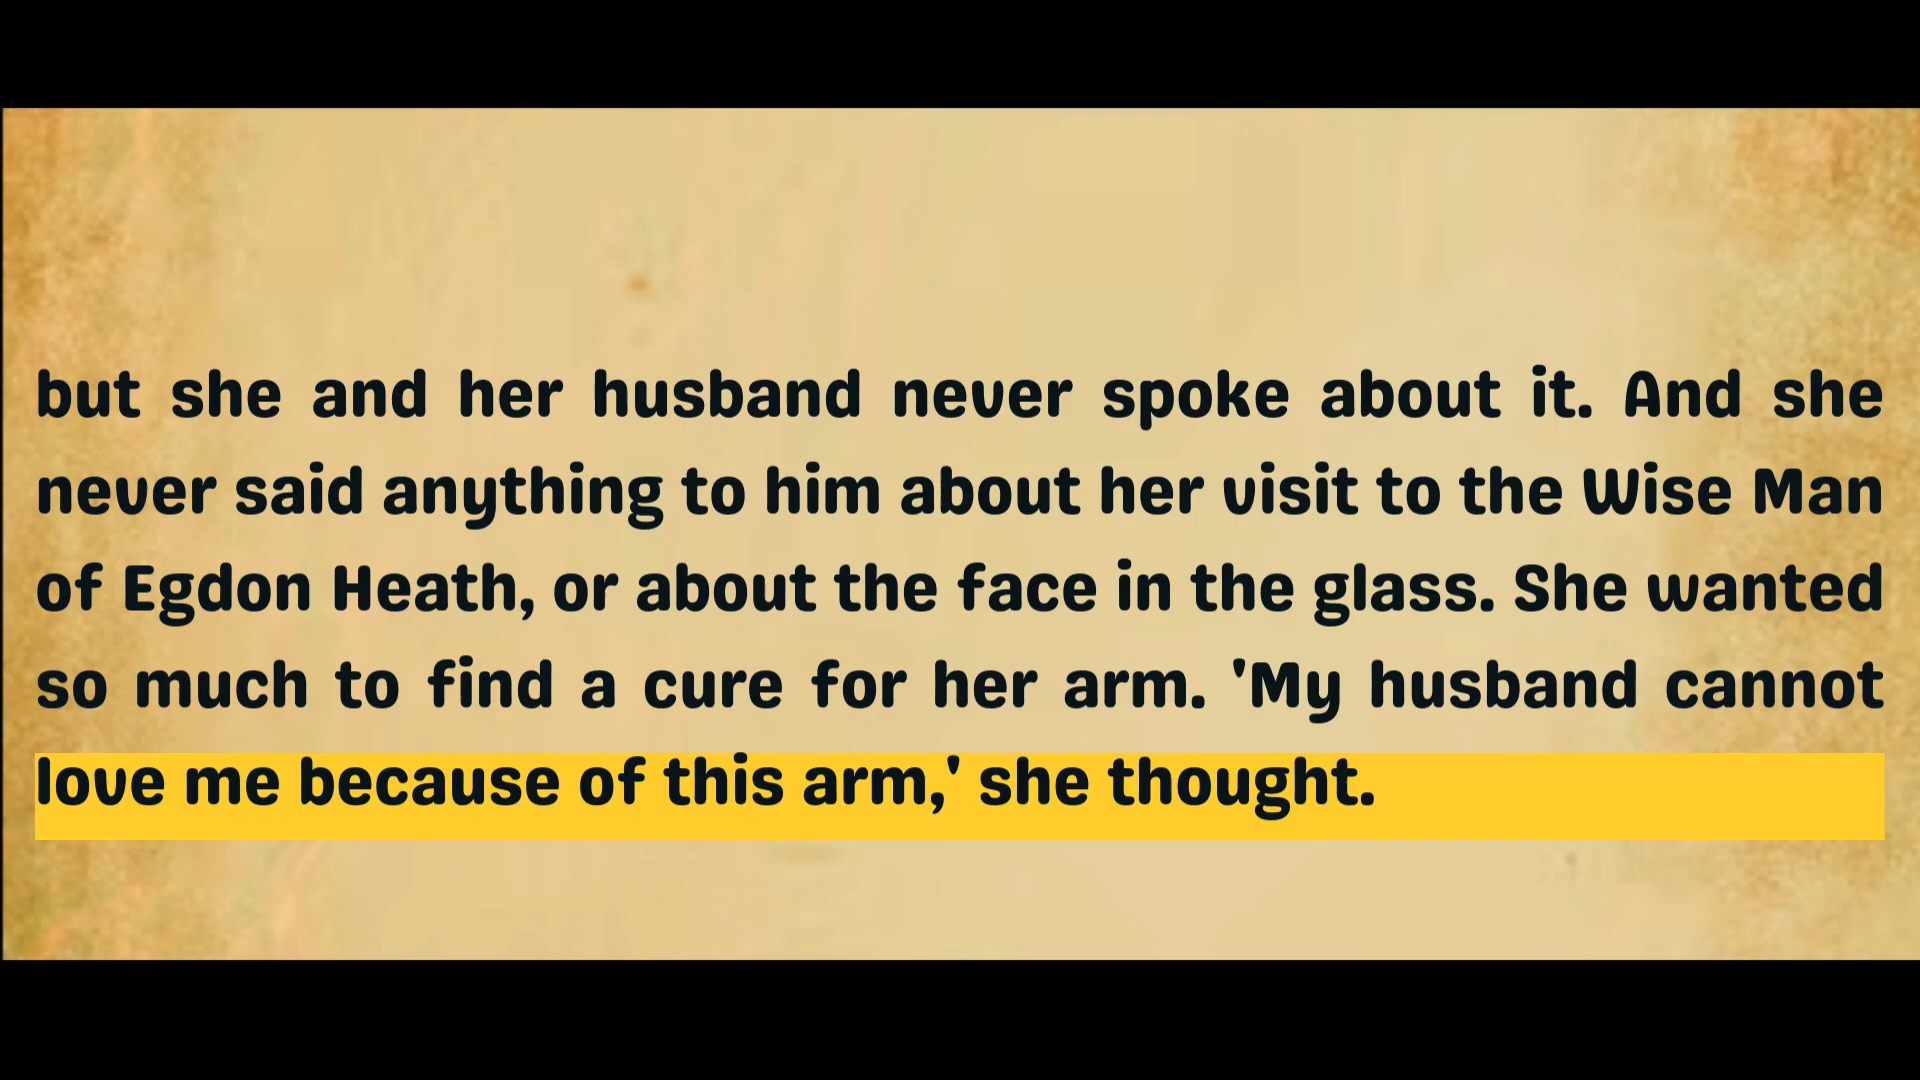 but she and her husband never spoke about it. And she
never said anything to him about her visit to the Wise Man
of Egdon Heath, or about the face in the glass. She wanted
so much to find a cure for her arm. 'My husband cannot
love me because of this arm,' she thought.